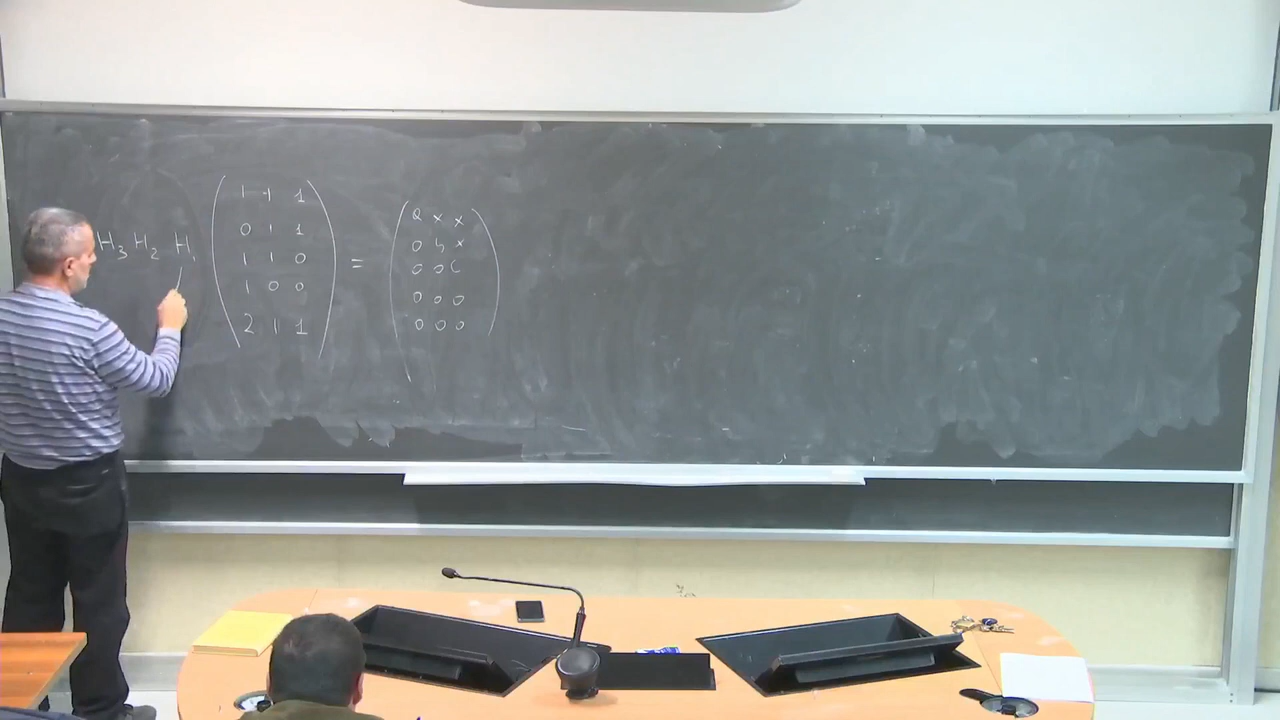 H₃ H₂ H₁ ( 1 -1 1 ) = ( a x x )
( 0 1 1 ) ( 0 b x )
( 1 1 0 ) ( 0 0 c )
( 1 0 0 ) ( 0 0 0 )
( 2 1 1 ) ( 0 0 0 )